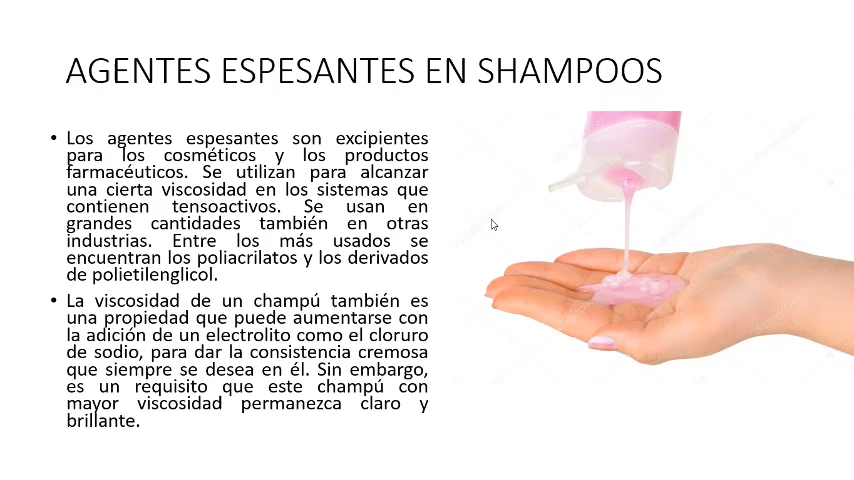 AGENTES ESPESANTES EN SHAMPOOS
• Los agentes espesantes son excipientes
para los cosméticos y los productos
farmacéuticos. Se utilizan para alcanzar
una cierta viscosidad en los sistemas que
contienen tensoactivos. Se usan en
grandes cantidades también en otras
industrias. Entre los más usados se
encuentran los poliacrilatos y los derivados
de polietilenglicol.
• La viscosidad de un champú también es
una propiedad que puede aumentarse con
la adición de un electrolito como el cloruro
de sodio, para dar la consistencia cremosa
que siempre se desea en él. Sin embargo,
es un requisito que este champú con
mayor viscosidad permanezca claro y
brillante.